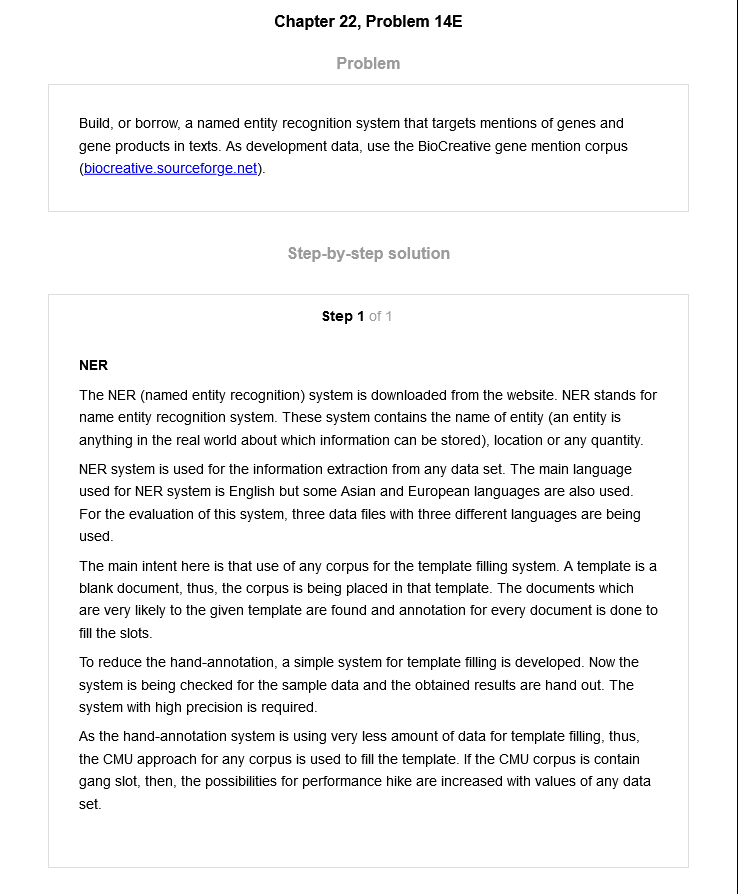 Chapter 22, Problem 14E
Problem
Build, or borrow, a named entity recognition system that targets mentions of genes and
gene products in texts. As development data, use the BioCreative gene mention corpus
(biocreative.sourceforge.net).
Step-by-step solution
Step 1 of 1
NER
The NER (named entity recognition) system is downloaded from the website. NER stands for
name entity recognition system. These system contains the name of entity (an entity is
anything in the real world about which information can be stored), location or any quantity.
NER system is used for the information extraction from any data set. The main language
used for NER system is English but some Asian and European languages are also used.
For the evaluation of this system, three data files with three different languages are being
used.
The main intent here is that use of any corpus for the template filling system. A template is a
blank document, thus, the corpus is being placed in that template. The documents which
are very likely to the given template are found and annotation for every document is done to
fill the slots.
To reduce the hand-annotation, a simple system for template filling is developed. Now the
system is being checked for the sample data and the obtained results are hand out. The
system with high precision is required.
As the hand-annotation system is using very less amount of data for template filling, thus,
the CMU approach for any corpus is used to fill the template. If the CMU corpus is contain
gang slot, then, the possibilities for performance hike are increased with values of any data
set.